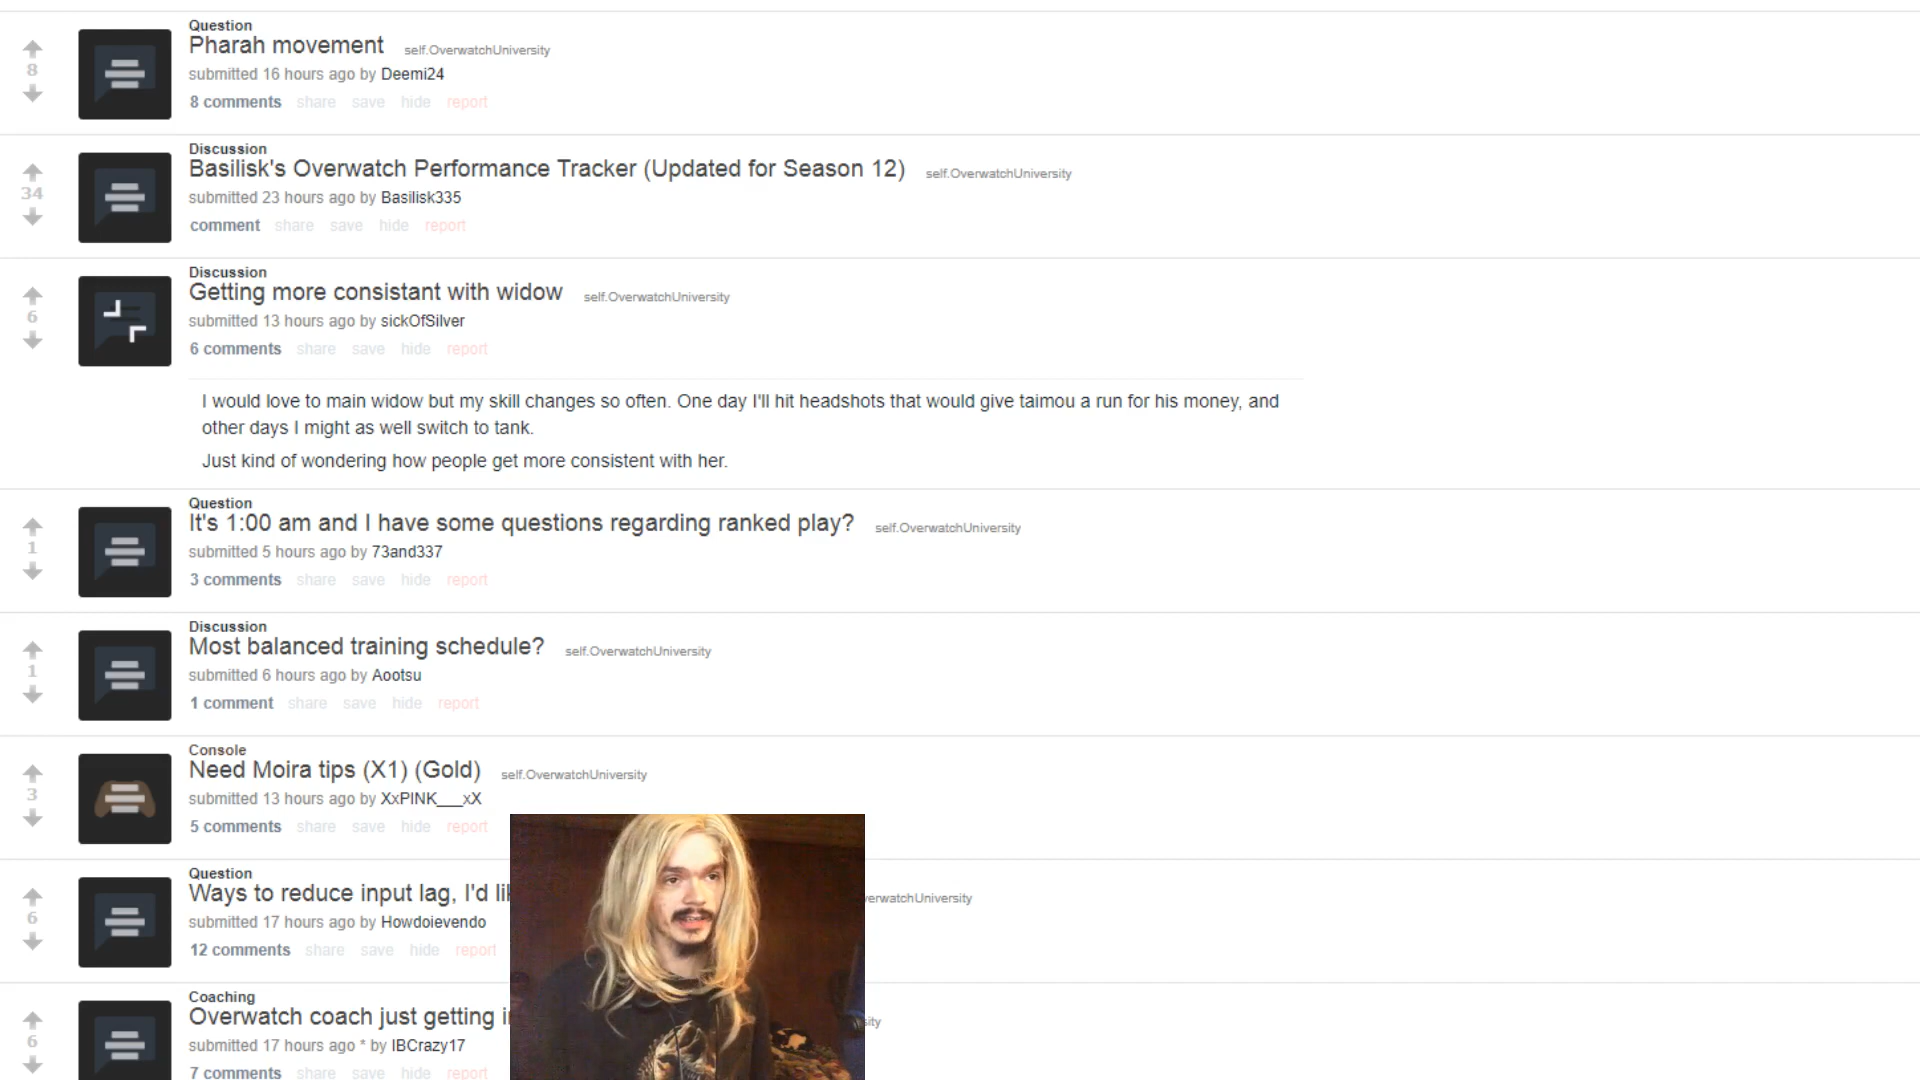 Question
Pharah movement self.OverwatchUniversity
8
submitted 16 hours ago by Deemi24
8 comments share save hide report
Discussion
Basilisk's Overwatch Performance Tracker (Updated for Season 12) self.OverwatchUniversity
34
submitted 23 hours ago by Basilisk335
comment share save hide report
Discussion
Getting more consistant with widow self.OverwatchUniversity
6
submitted 13 hours ago by sickOfSilver
6 comments share save hide report
I would love to main widow but my skill changes so often. One day I'll hit headshots that would give taimou a run for his money, and
other days I might as well switch to tank.
Just kind of wondering how people get more consistent with her.
Question
It's 1:00 am and I have some questions regarding ranked play? self.OverwatchUniversity
1
submitted 5 hours ago by 73and337
3 comments share save hide report
Discussion
Most balanced training schedule? self.OverwatchUniversity
1
submitted 6 hours ago by Aootsu
1 comment share save hide report
Console
Need Moira tips (X1) (Gold) self.OverwatchUniversity
3
submitted 13 hours ago by XxPINK___xX
5 comments share save hide report
Question
Ways to reduce input lag, I'd
6
submitted 17 hours ago by Howdoievendo
12 comments share save hide report
Coaching
Overwatch coach just getting
6
submitted 17 hours ago * by IBCrazy17
7 comments share save hide report